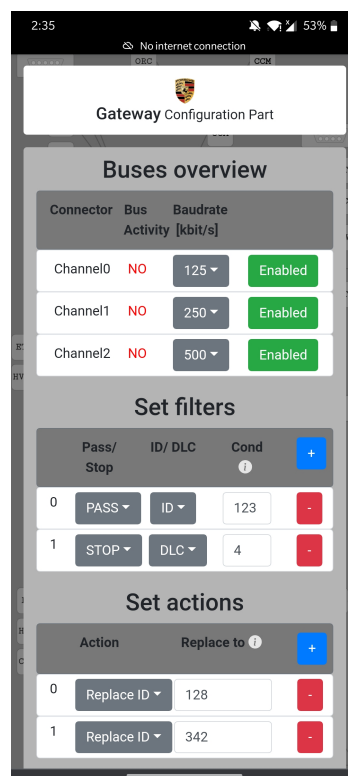 2:35 53%
No internet connection
ORC CCM
Gateway Configuration Part
Buses overview
Connector Bus Activity Baudrate [kbit/s]
Channel0 NO 125 Enabled
Channel1 NO 250 Enabled
Channel2 NO 500 Enabled
Set filters
Pass/ Stop ID/ DLC Cond i +
0 PASS ID 123 -
1 STOP DLC 4 -
Set actions
Action Replace to i +
0 Replace ID 128 -
1 Replace ID 342 -